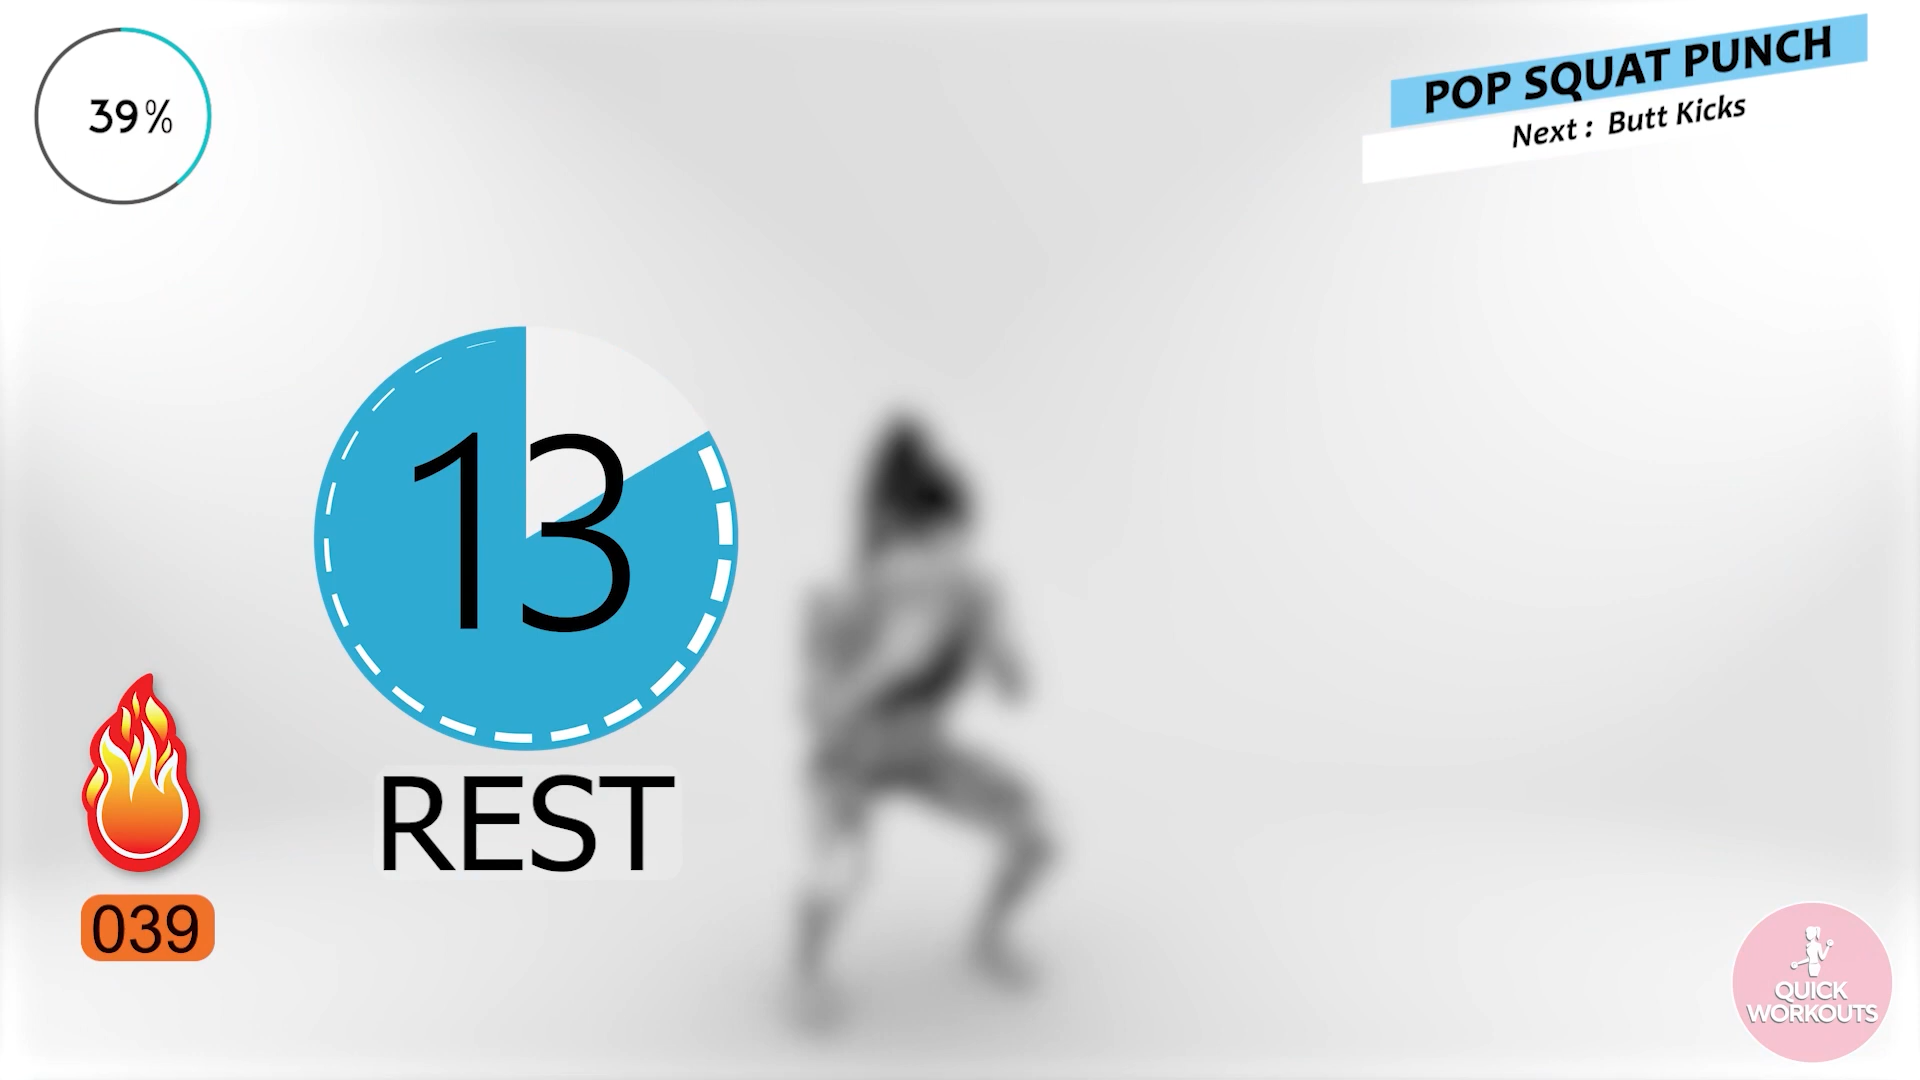 39%
POP SQUAT PUNCH
Next : Butt Kicks
13
REST
039
QUICK
WORKOUTS